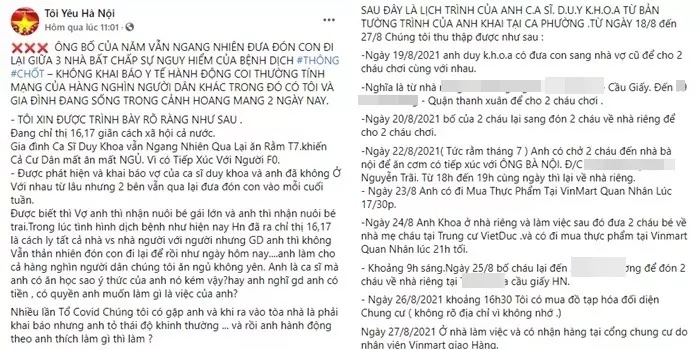 Tôi Yêu Hà Nội
Hôm qua lúc 11:01 ·
❌❌❌ ÔNG BỐ CỦA NĂM VẪN NGANG NHIÊN ĐƯA ĐÓN CON ĐI
LẠI GIỮA 3 NHÀ BẤT CHẤP SỰ NGUY HIỂM CỦA BỆNH DỊCH #THÔNG
#CHỐT – KHÔNG KHAI BÁO Y TẾ HÀNH ĐỘNG COI THƯỜNG TÍNH
MẠNG CỦA HÀNG NGHÌN NGƯỜI DÂN KHÁC TRONG ĐÓ CÓ TÔI VÀ
GIA ĐÌNH ĐANG SỐNG TRONG CẢNH HOANG MANG 2 NGÀY NAY.
- TÔI XIN ĐƯỢC TRÌNH BÀY RÕ RÀNG NHƯ SAU .
Đang chỉ thị 16,17 giãn cách xã hội cả nước.
Gia đình Ca Sĩ Duy Khoa vẫn Ngang Nhiên Qua Lại Ăn Rằm T7.khiến
Cả Cư Dân mất ăn mất NGỦ. Vì có Tiếp Xúc Với Người F0.
- Được phát hiện và khai báo vợ của ca sĩ duy khoa và anh đã không Ở
Với nhau từ lâu nhưng 2 bên vẫn qua lại đưa đón con vào mỗi cuối
tuần.
Được biết thì Vợ anh thì nhận nuôi bé gái lớn và anh thì nhận nuôi bé
trai.Trong lúc tình hình dịch bệnh như hiện nay Hn đã ra chỉ thị 16,17
là cách ly tất cả nhà vs nhà người với người nhưng GD anh thì không
Vẫn thản nhiên đón con đi lại để rồi như ngày hôm nay....anh làm cho
cả hàng nghìn người dân chúng tôi ăn ngủ không yên. Anh là ca sĩ mà
anh có ăn học sao ý thức của anh nó kém vậy?hay anh nghĩ gđ anh có
tiền , có quyền anh muốn làm gì là việc của anh?
Nhiều lần Tổ Covid Chúng tôi có gặp anh và khi ra vào tòa nhà là phải
khai báo nhưng anh tỏ thái độ khinh thường ... và rồi anh hành động
theo anh thích làm gì thì làm ?
SAU ĐÂY LÀ LỊCH TRÌNH CỦA ANH C.A S.Ĩ. D.U.Y K.H.O.A TỪ BẢN
TƯỜNG TRÌNH CỦA ANH KHAI TẠI CA PHƯỜNG .TỪ NGÀY 18/8 đến
27/8 Chúng tôi thu thập được như sau :
-Ngày 19/8/2021 anh duy k.h.o.a có đưa con sang nhà vợ cũ để cho 2
cháu chơi cùng với nhau.
-Nghĩa là từ nhà Cầu Giấy. Đến
- Quận thanh xuân để cho 2 cháu chơi .
-Ngày 20/8/2021 bố của 2 cháu lại sang đón 2 cháu về nhà riêng để
cho chơi.
-Ngày 22/8/2021( Tức rằm tháng 7 ) Anh có chở 2 cháu đến nhà bà
nội để ăn cơm có tiếp xúc với ÔNG BÀ NỘI. Đ/C
Nguyễn Trãi. Từ 18h đến 19h cùng ngày thì lại về nhà riêng.
- Ngày 23/8 Anh có đi Mua Thực Phẩm Tại VinMart Quan Nhân Lúc
17/30p.
-Ngày 24/8 Anh Khoa ở nhà riêng và làm việc sau đó đưa 2 cháu bé về
nhà mẹ cháu tại Trung cư VietDuc .và có đi mua thực phẩm tại Vinmart
Quan Nhân lúc 21h tối.
- Khoảng 9h sáng.Ngày 25/8 bố cháu lại đến để đón 2
cháu về nhà riêng tại cầu giấy HN.
-Ngày 26/8/2021 khoảng 16h30 Tôi có mua đồ tạp hóa đối diện
Chung cư ( không rõ địa chỉ vì không nhớ .)
-Ngày 27/8/2021 Ở nhà làm việc và có nhận hàng tại cổng chung cư do
nhân viên Vinmart giao Hàng.